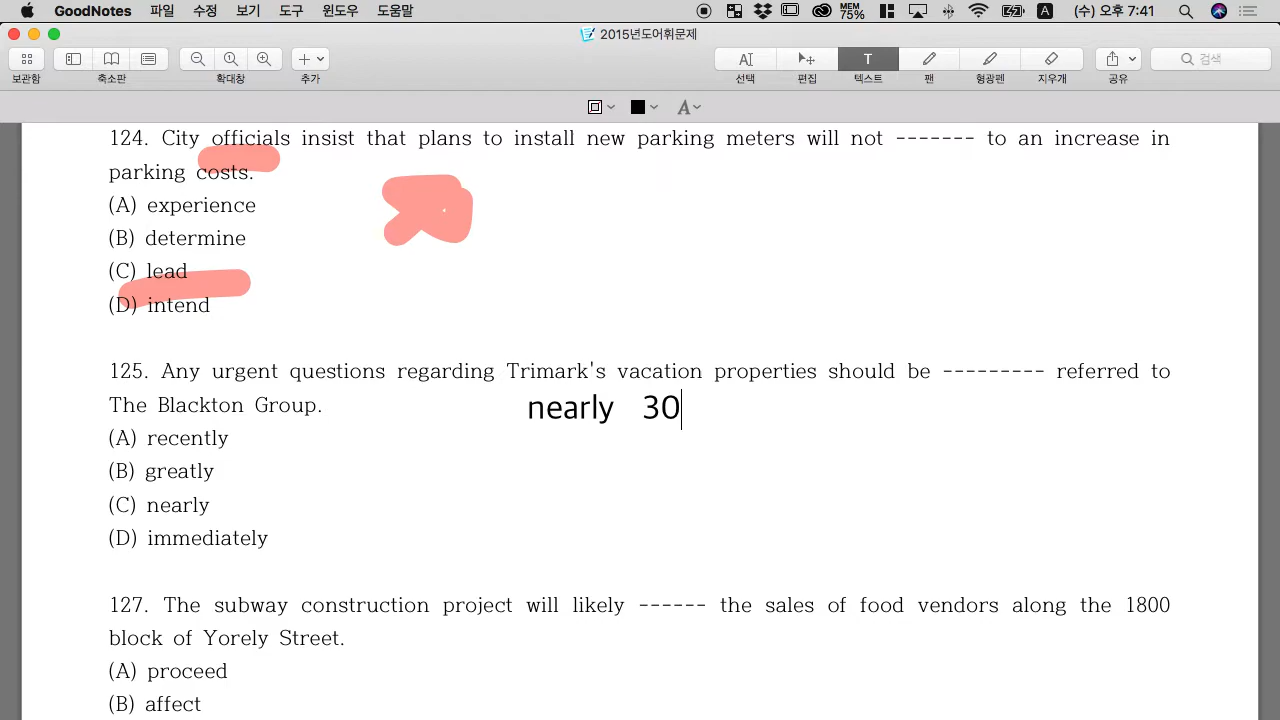 GoodNotes 파일 수정 보기 도구 윈도우 도움말 MEM 75% A (수) 오후 7:41
2015년도어휘문제
보관함 축소판 확대창 추가 선택 편집 T 텍스트 팬 형광펜 지우개 공유 검색
124. City officials insist that plans to install new parking meters will not ------- to an increase in
parking costs.
(A) experience
(B) determine
(C) lead
(D) intend
125. Any urgent questions regarding Trimark's vacation properties should be --------- referred to
The Blackton Group.
nearly 30
(A) recently
(B) greatly
(C) nearly
(D) immediately
127. The subway construction project will likely ------ the sales of food vendors along the 1800
block of Yorely Street.
(A) proceed
(B) affect